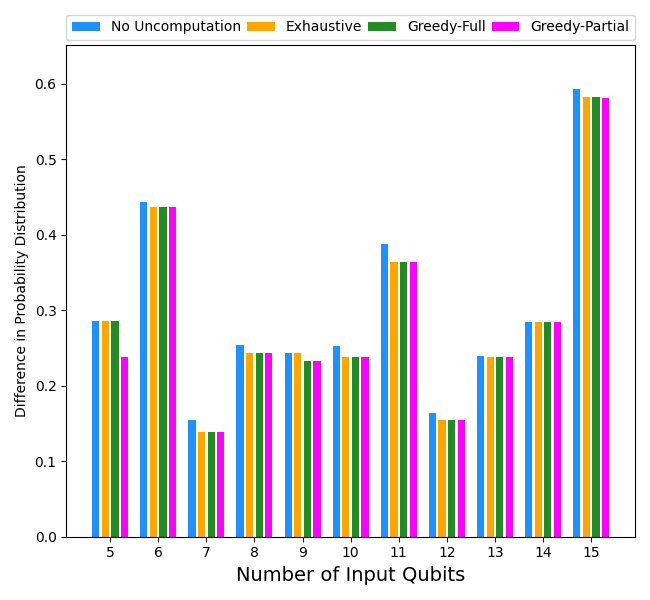 No Uncomputation Exhaustive Greedy-Full Greedy-Partial
Difference in Probability Distribution
0.6
0.5
0.4
0.3
0.2
0.1
0.0
5 6 7 8 9 10 11 12 13 14 15
Number of Input Qubits